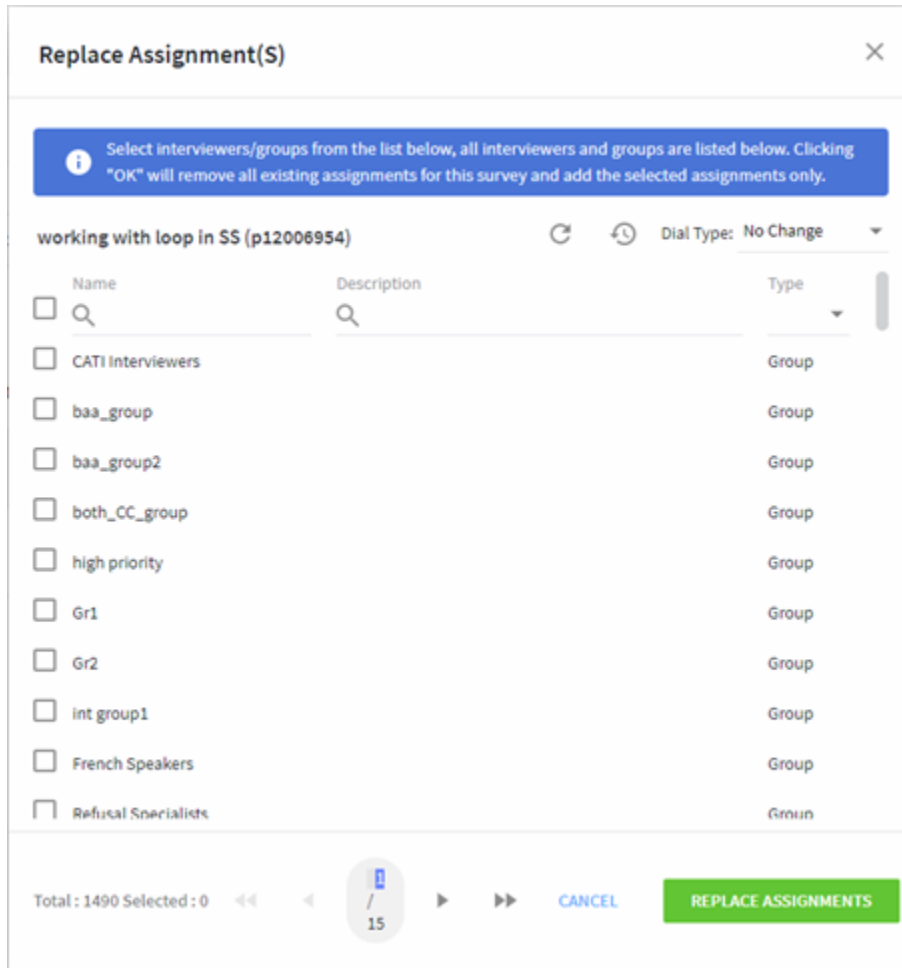 Replace Assignment(S)
Select interviewers/groups from the list below, all interviewers and groups are listed below. Clicking
"OK" will remove all existing assignments for this survey and add the selected assignments only.
working with loop in SS (p12006954) Dial Type: No Change
Name Description Type
CATI Interviewers Group
baa_group Group
baa_group2 Group
both_CC_group Group
high priority Group
Gr1 Group
Gr2 Group
int group1 Group
French Speakers Group
Refusal Specialists Group
Total : 1490 Selected : 0 1 / 15 CANCEL REPLACE ASSIGNMENTS